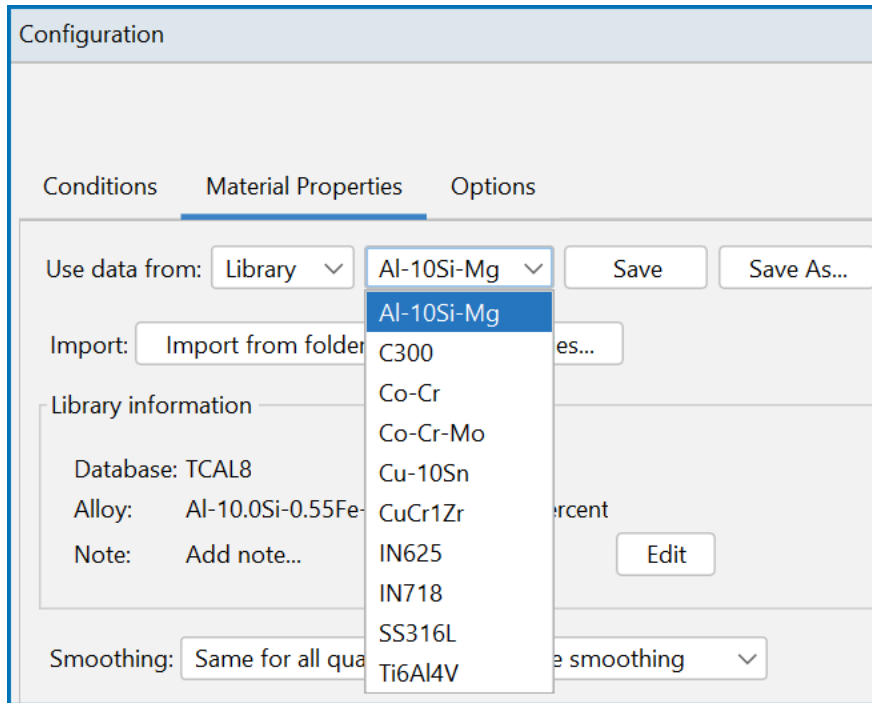 Configuration
Conditions Material Properties Options
Use data from: Library Al-10Si-Mg Save Save As...
Al-10Si-Mg
Import: Import from folder es...
C300
Co-Cr
Library information
Co-Cr-Mo
Database: TCAL8
Cu-10Sn
Alloy: Al-10.0Si-0.55Fe- rcent
CuCr1Zr
Note: Add note... Edit
IN625
IN718
SS316L
Smoothing: Same for all qua e smoothing
Ti6Al4V